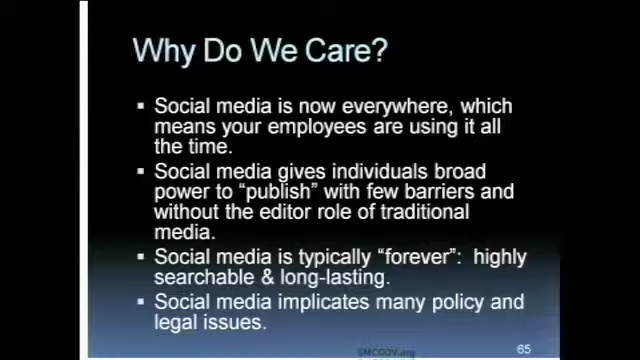 Why Do We Care?
▪ Social media is now everywhere, which
means your employees are using it all
the time.
▪ Social media gives individuals broad
power to “publish” with few barriers and
without the editor role of traditional
media.
▪ Social media is typically “forever”:  highly
searchable & long-lasting.
▪ Social media implicates many policy and
legal issues.
SMCGOV.org
65